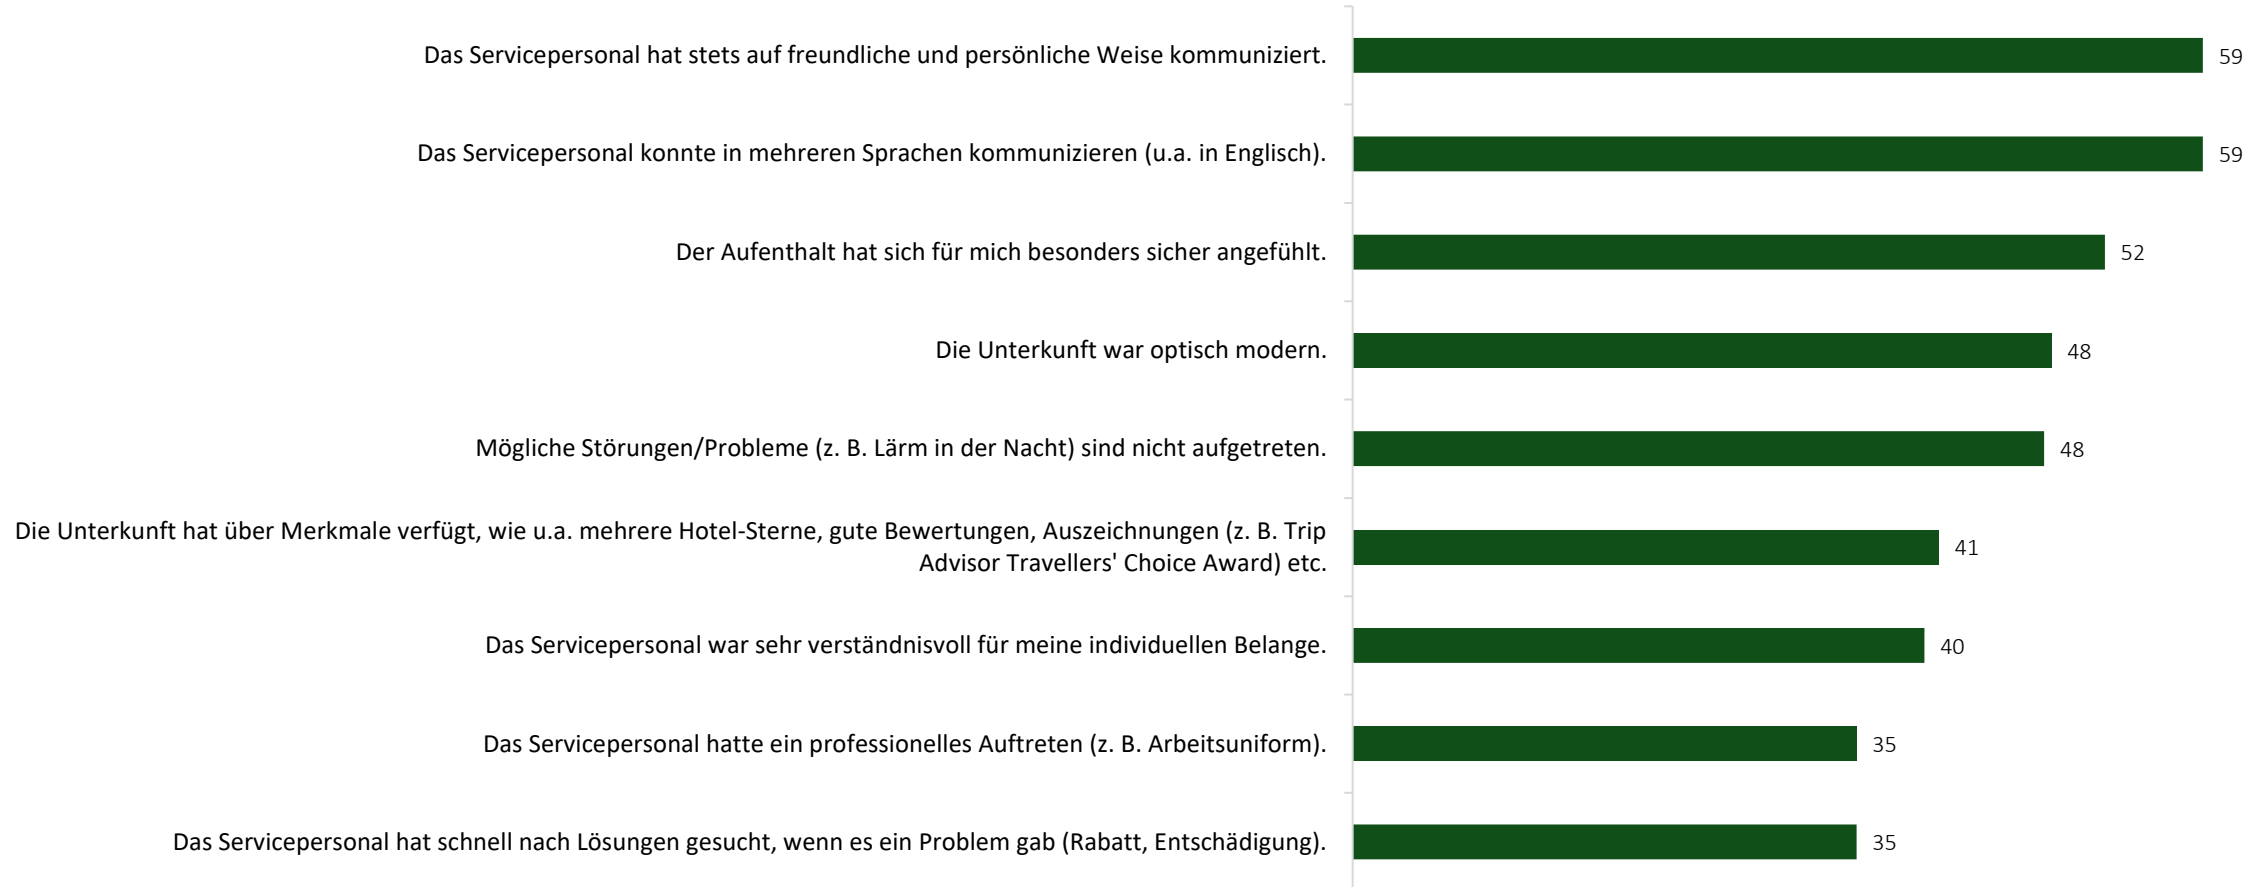 Das Servicepersonal hat stets auf freundliche und persönliche Weise kommuniziert.
59
Das Servicepersonal konnte in mehreren Sprachen kommunizieren (u.a. in Englisch).
59
Der Aufenthalt hat sich für mich besonders sicher angefühlt.
52
Die Unterkunft war optisch modern.
48
Mögliche Störungen/Probleme (z. B. Lärm in der Nacht) sind nicht aufgetreten.
48
Die Unterkunft hat über Merkmale verfügt, wie u.a. mehrere Hotel-Sterne, gute Bewertungen, Auszeichnungen (z. B. Trip
Advisor Travellers' Choice Award) etc.
41
Das Servicepersonal war sehr verständnisvoll für meine individuellen Belange.
40
Das Servicepersonal hatte ein professionelles Auftreten (z. B. Arbeitsuniform).
35
Das Servicepersonal hat schnell nach Lösungen gesucht, wenn es ein Problem gab (Rabatt, Entschädigung).
35